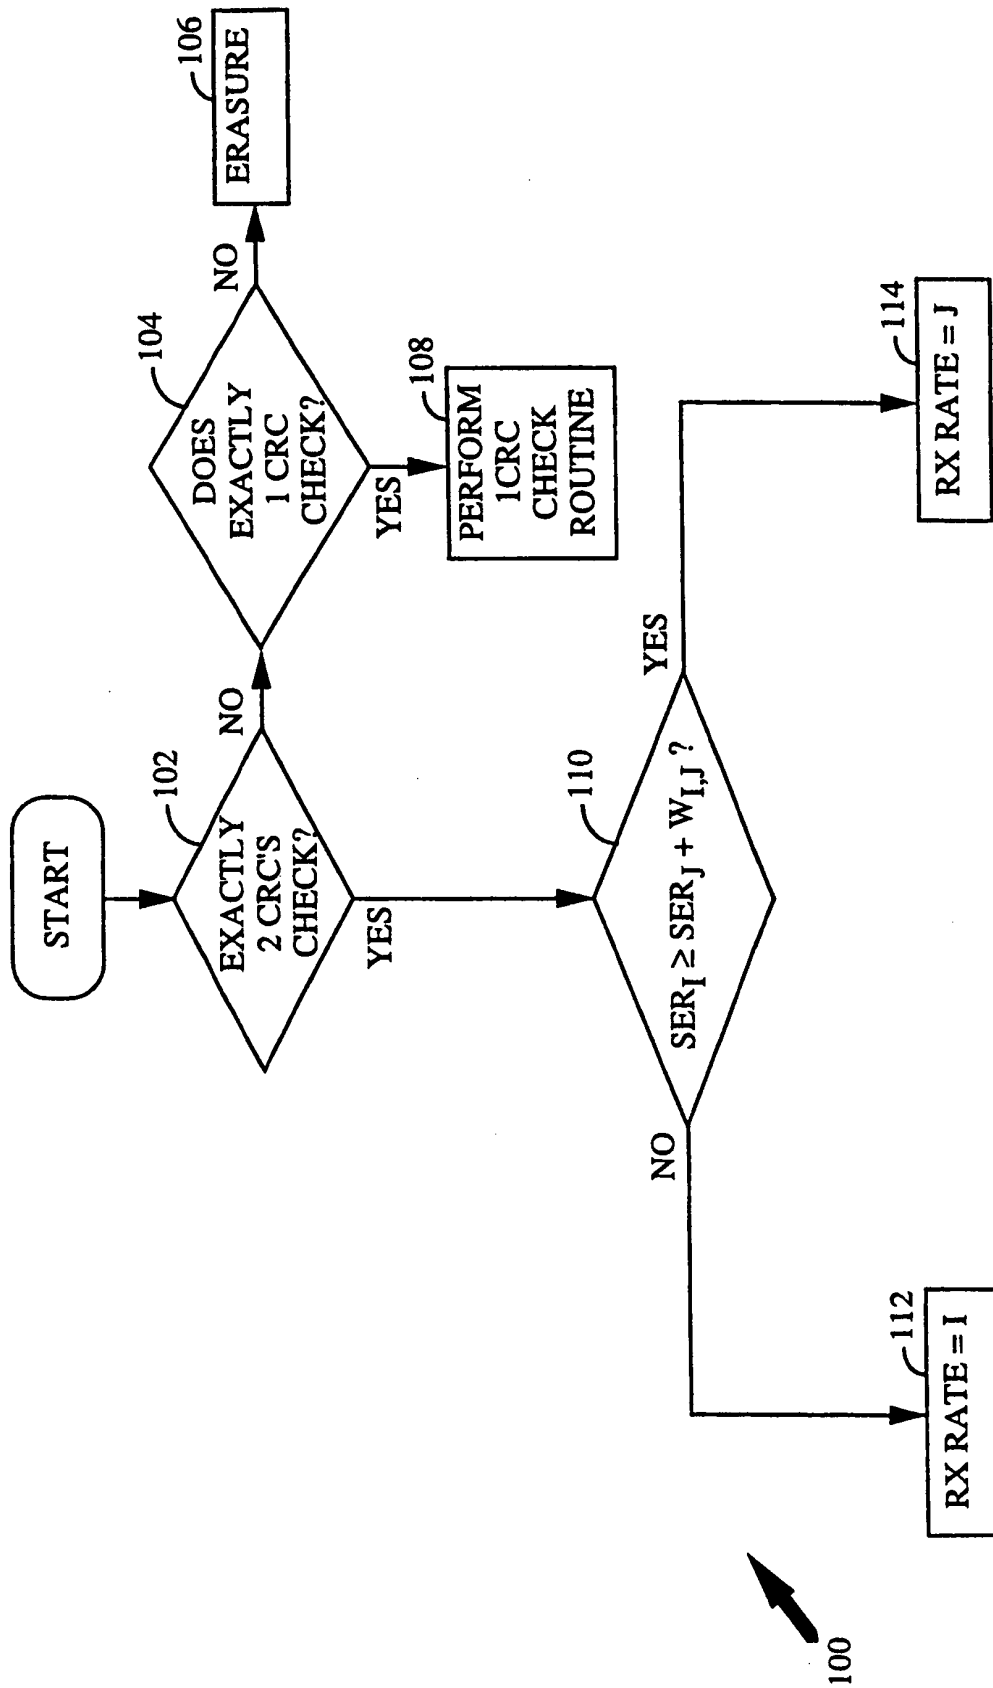 START
102
EXACTLY
2 CRC'S
CHECK?
NO
YES
104
DOES
EXACTLY
1 CRC
CHECK?
NO
YES
106
ERASURE
108
PERFORM
1CRC
CHECK
ROUTINE
110
SER_I ≥ SER_J + W_I,J ?
NO
YES
112
RX RATE = I
114
RX RATE = J
100